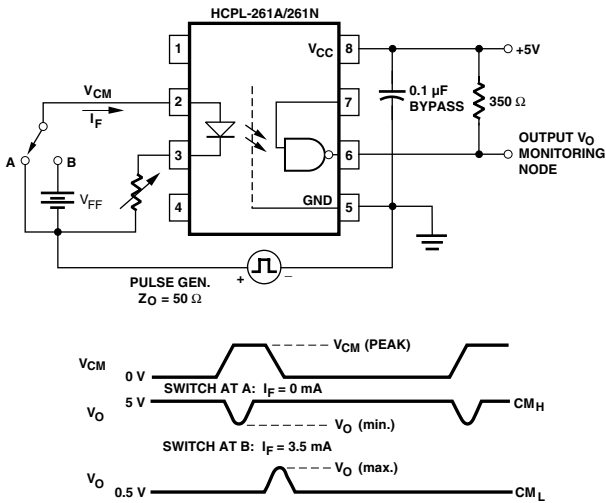 HCPL-261A/261N
1
V_CC 8
+5V
V_CM
2
7
0.1 µF
BYPASS
350 Ω
I_F
OUTPUT V_O
MONITORING
NODE
A
B
3
6
V_FF
4
GND 5
PULSE GEN.
Z_O = 50 Ω
+
–
V_CM (PEAK)
V_CM
0 V
SWITCH AT A: I_F = 0 mA
V_O
5 V
CM_H
V_O (min.)
SWITCH AT B: I_F = 3.5 mA
V_O
0.5 V
V_O (max.)
CM_L